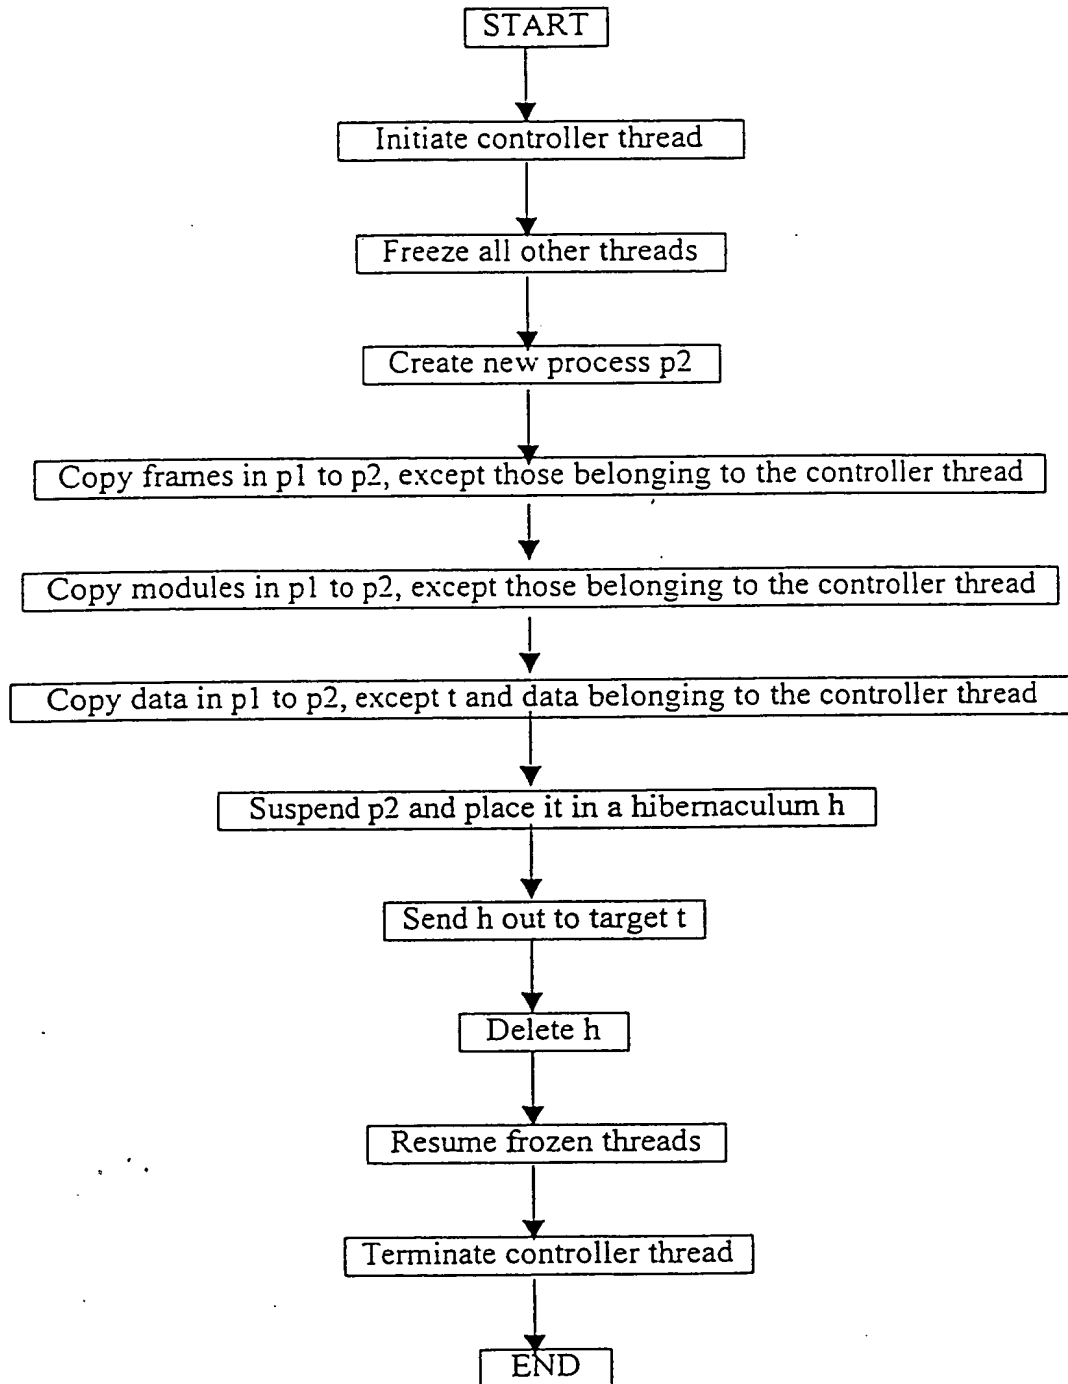 START
Initiate controller thread
Freeze all other threads
Create new process p2
Copy frames in p1 to p2, except those belonging to the controller thread
Copy modules in p1 to p2, except those belonging to the controller thread
Copy data in p1 to p2, except t and data belonging to the controller thread
Suspend p2 and place it in a hibernaculum h
Send h out to target t
Delete h
Resume frozen threads
Terminate controller thread
END